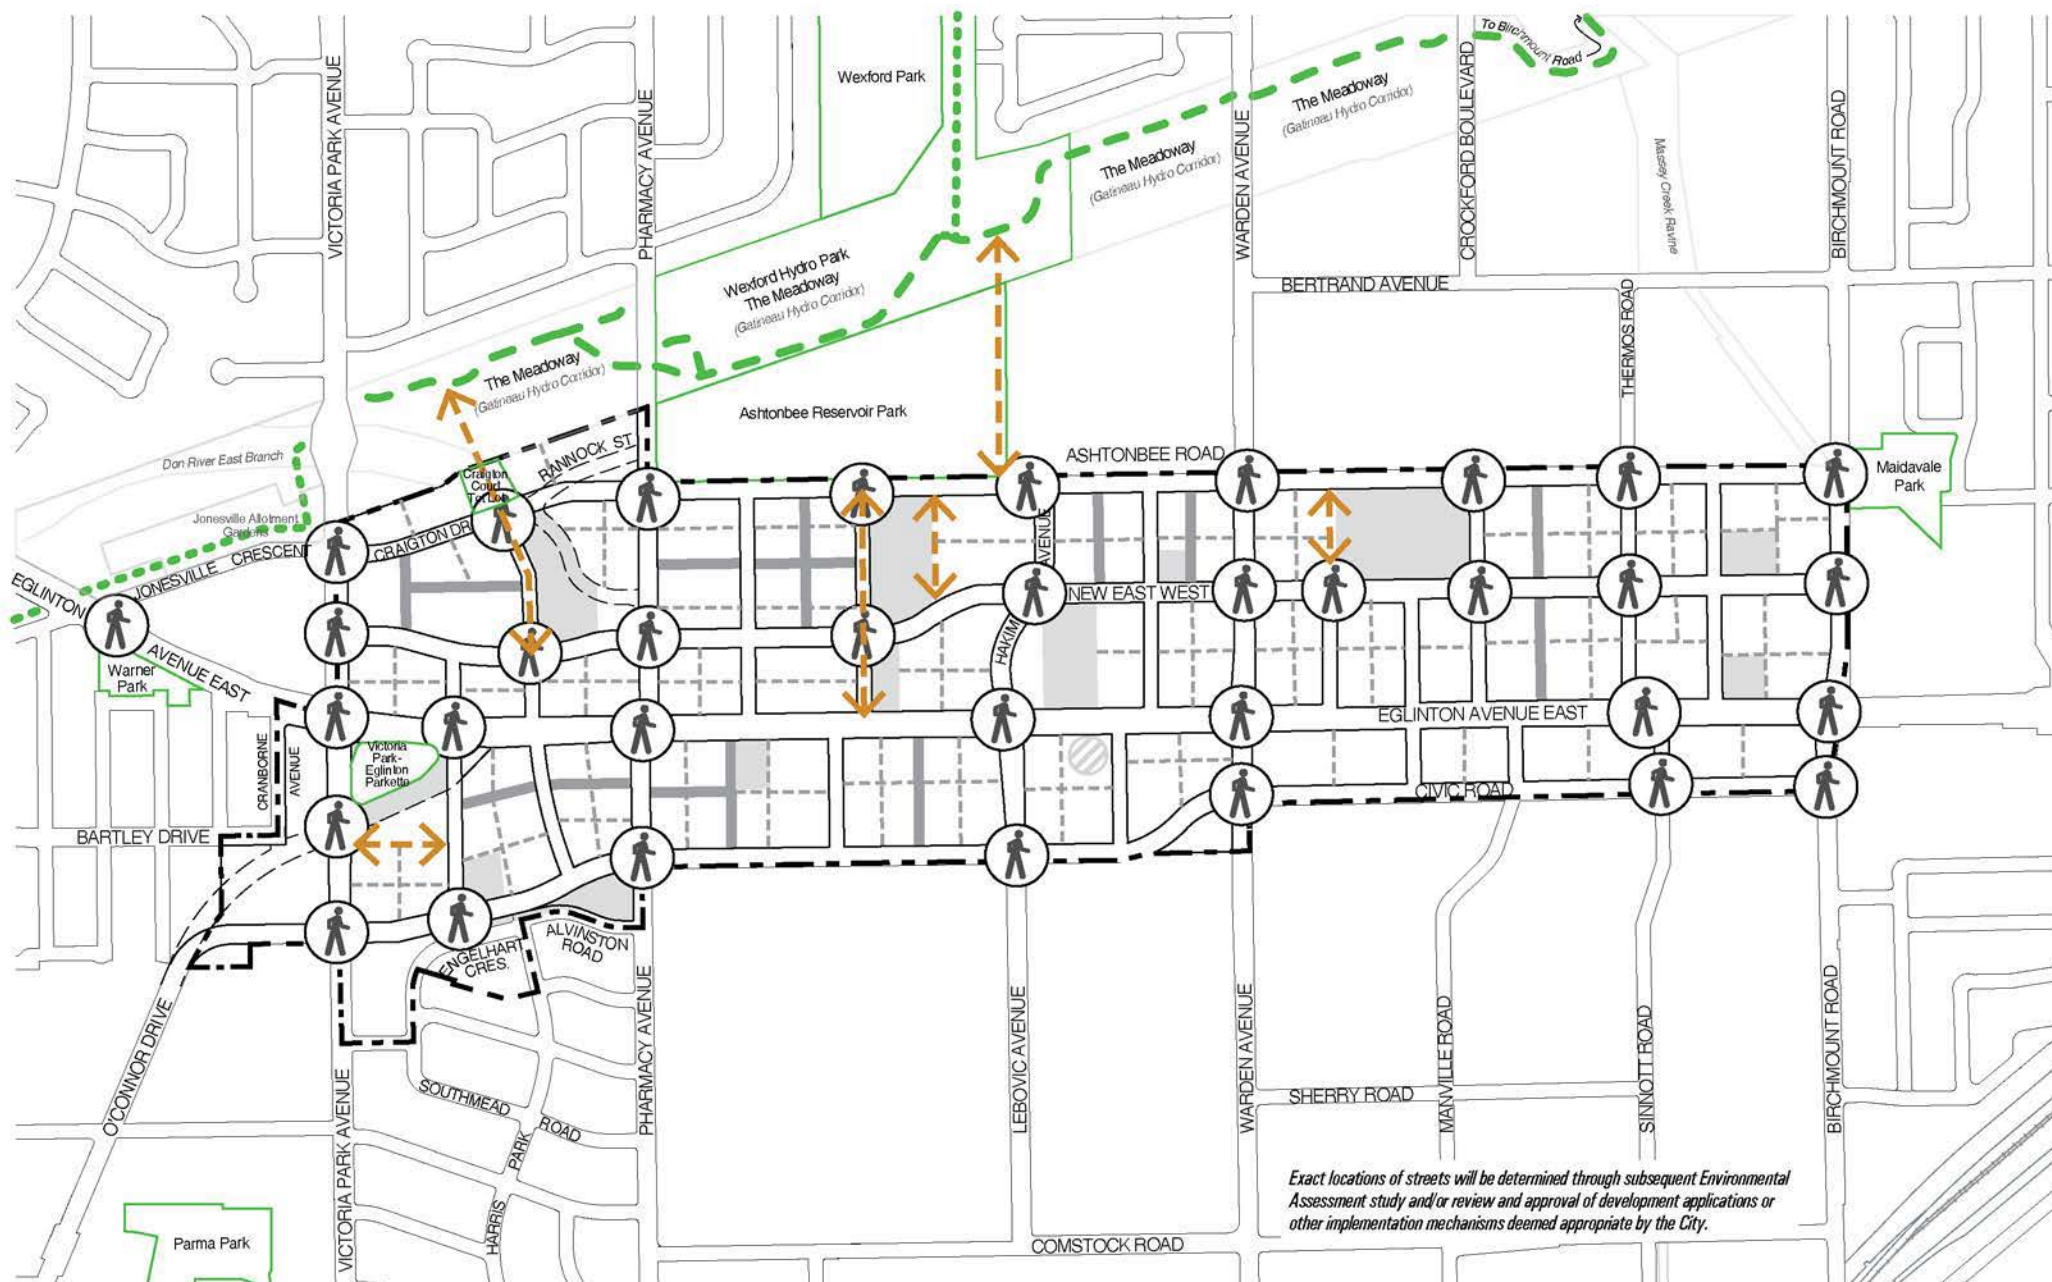 To Birchmount Road
Wexford Park
VICTORIA PARK AVENUE
PHARMACY AVENUE
The Meadoway
(Gatineau Hydro Corridor)
WARDEN AVENUE
CROCKFORD BOULEVARD
BIRCHMOUNT ROAD
The Meadoway
(Gatineau Hydro Corridor)
Massey Creek Ravine
Wexford Hydro Park
The Meadoway
(Gatineau Hydro Corridor)
BERTRAND AVENUE
THERMOS ROAD
The Meadoway
(Gatineau Hydro Corridor)
Ashtonbee Reservoir Park
RANNOCK ST
ASHTONBEE ROAD
Don River East Branch
Craigton
Court
Tot Lot
Maidavale
Park
Jonesville Allotment
Gardens
CRAIGTON DR
JONESVILLE CRESCENT
EGLINTON
AVENUE EAST
Warner
Park
AVENUE
HAKIM
NEW EAST WEST
EGLINTON AVENUE EAST
CRANBORNE
AVENUE
Victoria
Park-
Eglinton
Parkette
BARTLEY DRIVE
CIVIC ROAD
ENGELHART
CRES.
ALVINSTON
ROAD
O'CONNOR DRIVE
VICTORIA PARK AVENUE
SOUTHMEAD
ROAD
HARRIS
PARK
PHARMACY AVENUE
LEBOVIC AVENUE
WARDEN AVENUE
MANVILLE ROAD
SINNOTT ROAD
BIRCHMOUNT ROAD
SHERRY ROAD
Exact locations of streets will be determined through subsequent Environmental
Assessment study and/or review and approval of development applications or
other implementation mechanisms deemed appropriate by the City.
Parma Park
COMSTOCK ROAD